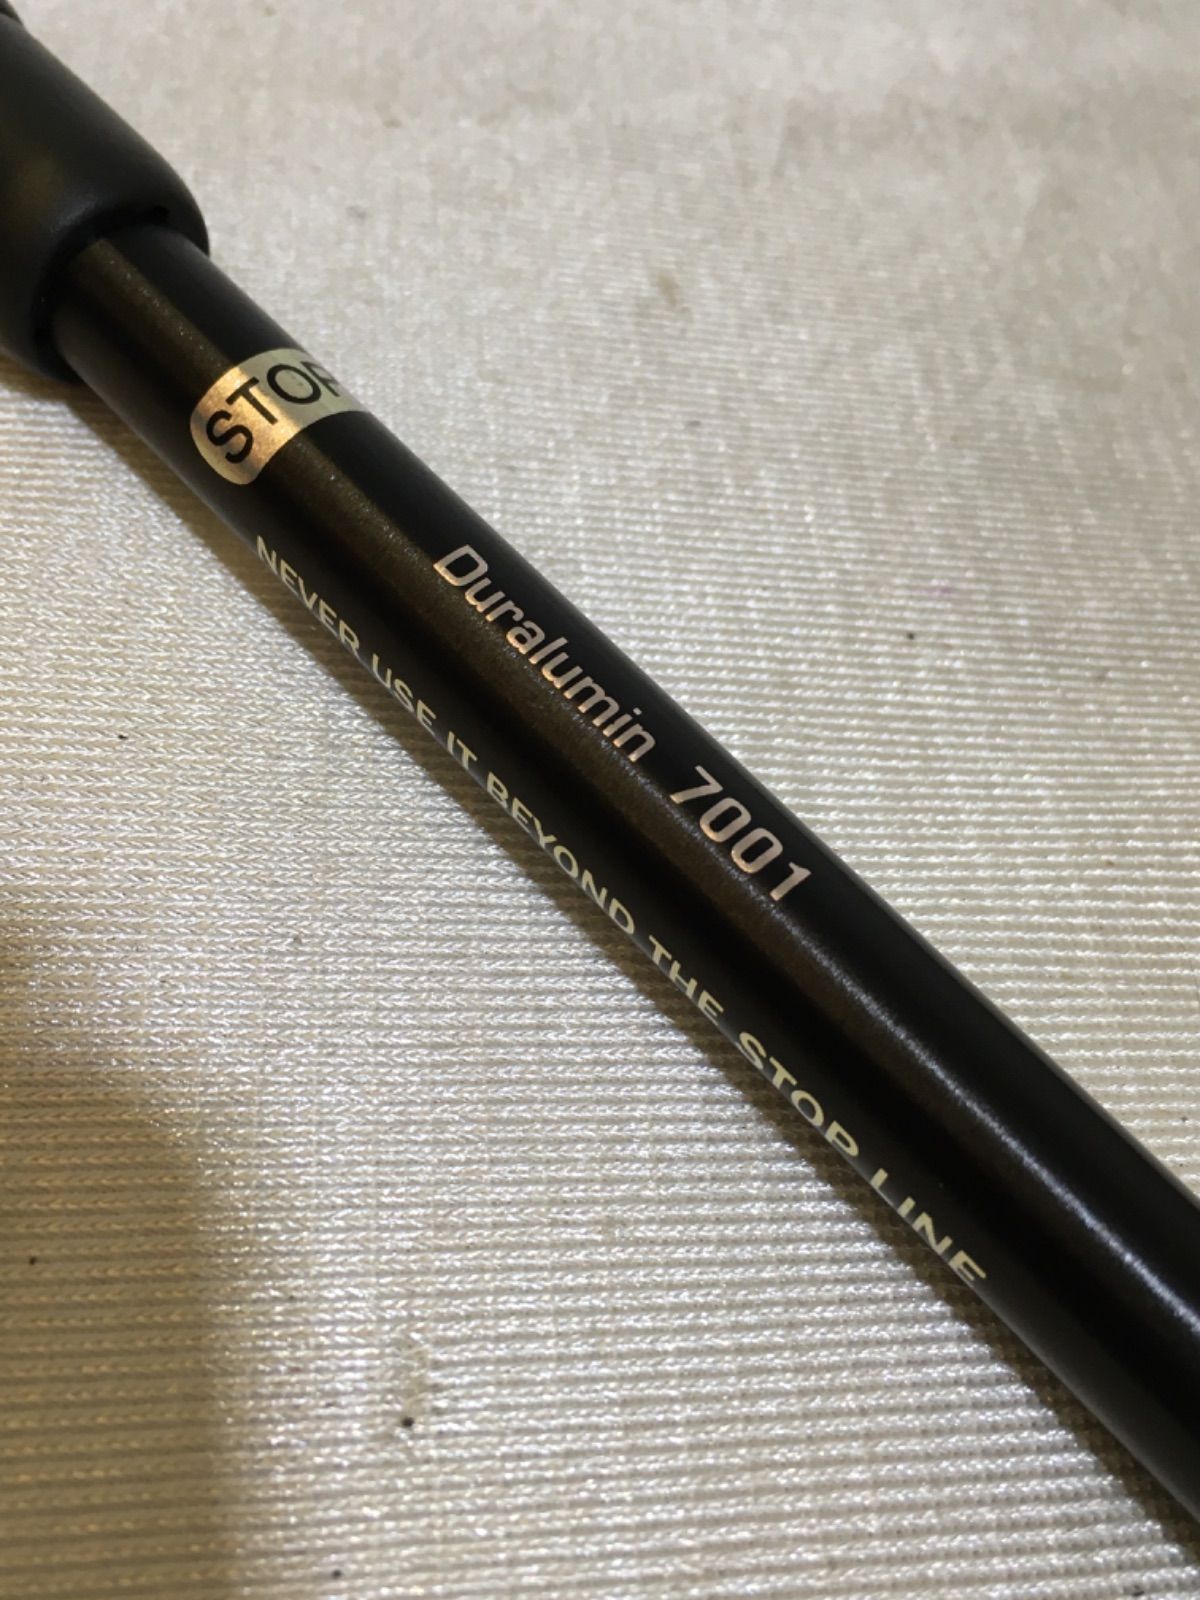 STOP
Duralumin 7001
NEVER USE IT BEYOND THE STOP LINE